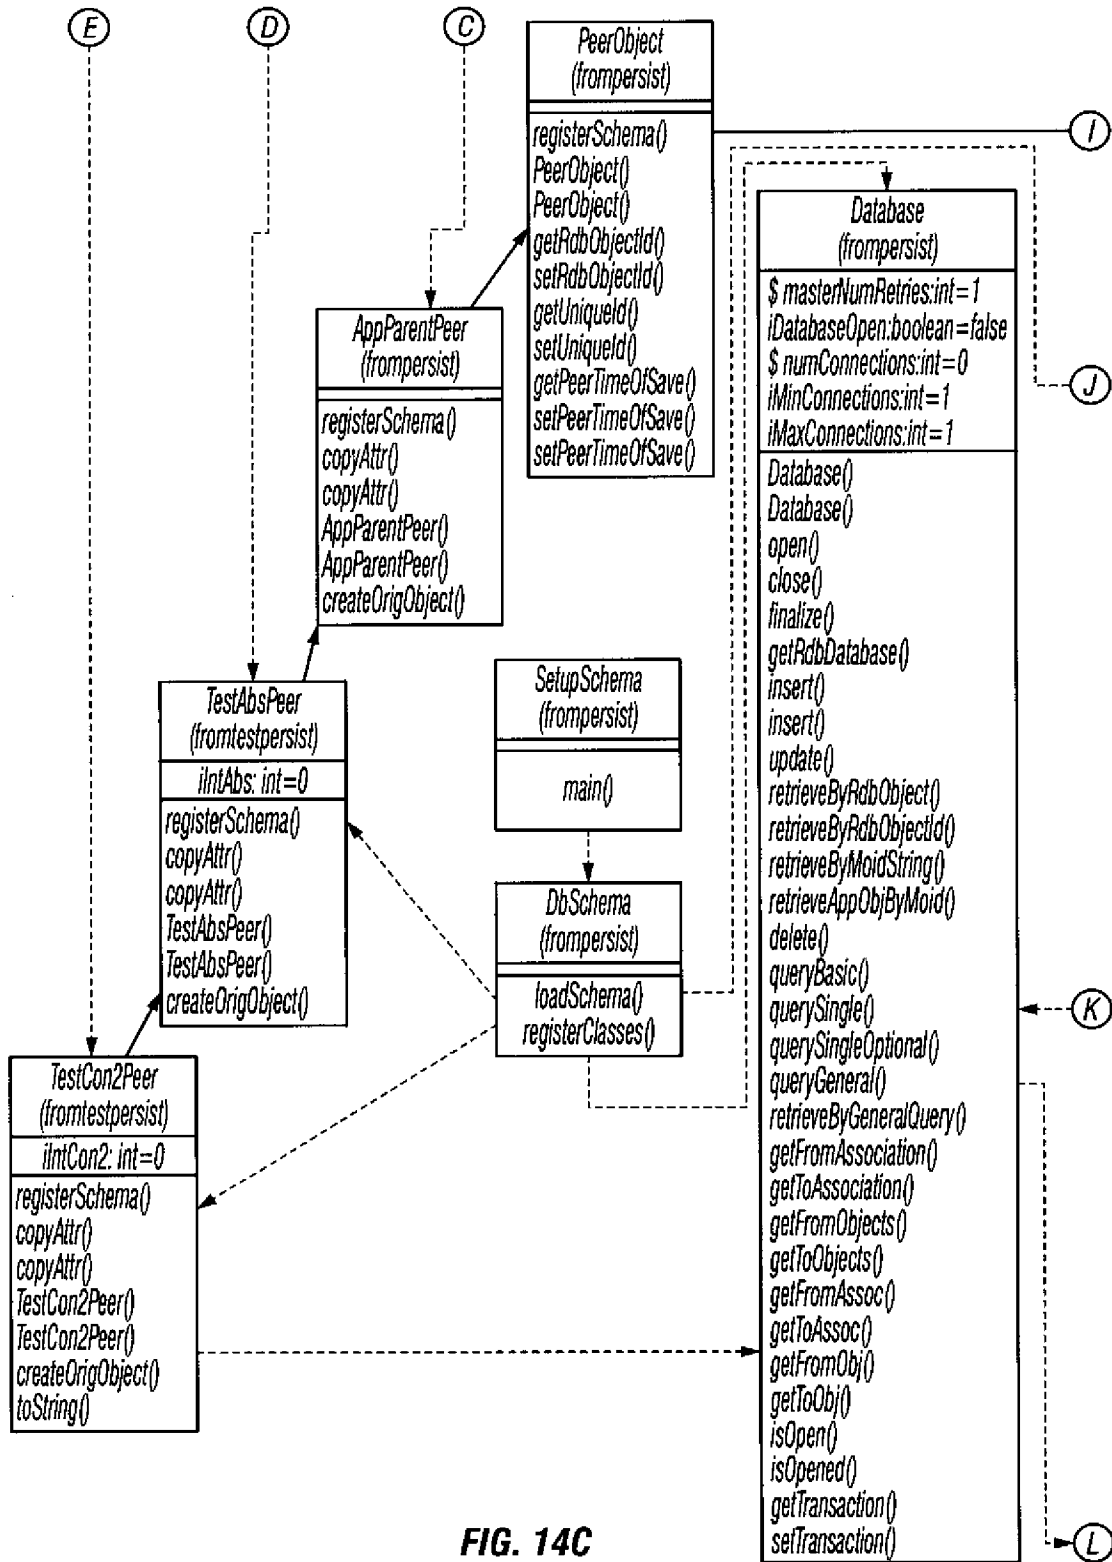 E
D
C
PeerObject
(frompersist)
registerSchema()
PeerObject()
PeerObject()
getRdbObjectId()
setRdbObjectId()
getUniqueId()
setUniqueId()
getPeerTimeOfSave()
setPeerTimeOfSave()
setPeerTimeOfSave()
I
Database
(frompersist)
$ masterNumRetries:int=1
iDatabaseOpen:boolean=false
$ numConnections:int=0
iMinConnections:int=1
iMaxConnections:int=1
Database()
Database()
open()
close()
finalize()
getRdbDatabase()
insert()
insert()
update()
retrieveByRdbObject()
retrieveByRdbObjectId()
retrieveByMoidString()
retrieveAppObjByMoid()
delete()
queryBasic()
querySingle()
querySingleOptional()
queryGeneral()
retrieveByGeneralQuery()
getFromAssociation()
getToAssociation()
getFromObjects()
getToObjects()
getFromAssoc()
getToAssoc()
getFromObj()
getToObj()
isOpen()
isOpened()
getTransaction()
setTransaction()
J
K
L
AppParentPeer
(frompersist)
registerSchema()
copyAttr()
copyAttr()
AppParentPeer()
AppParentPeer()
createOrigObject()
TestAbsPeer
(fromtestpersist)
iIntAbs: int=0
registerSchema()
copyAttr()
copyAttr()
TestAbsPeer()
TestAbsPeer()
createOrigObject()
SetupSchema
(frompersist)
main()
DbSchema
(frompersist)
loadSchema()
registerClasses()
TestCon2Peer
(fromtestpersist)
iIntCon2: int=0
registerSchema()
copyAttr()
copyAttr()
TestCon2Peer()
TestCon2Peer()
createOrigObject()
toString()
FIG. 14C